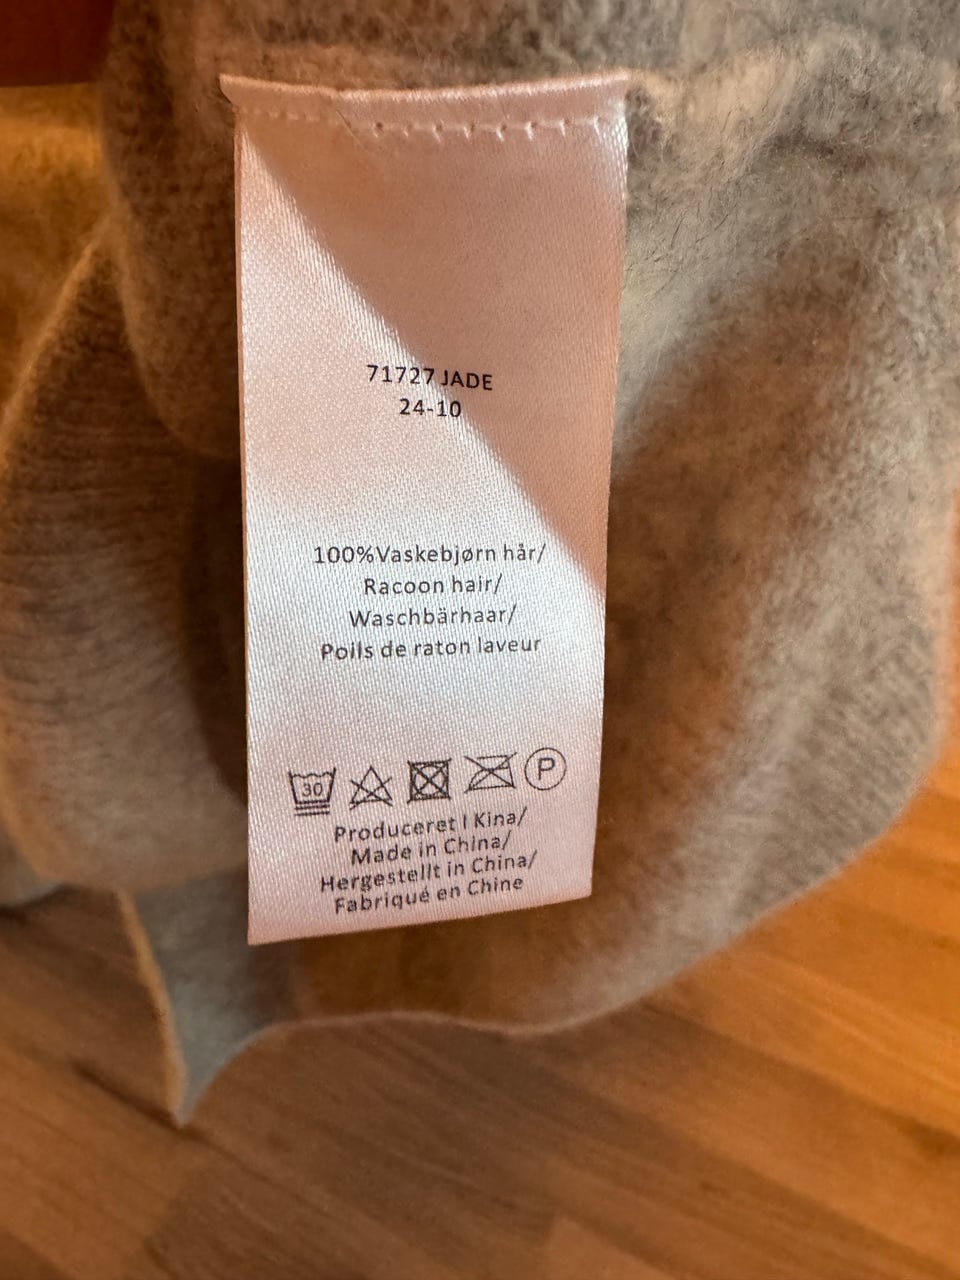 71727 JADE
24-10
100%Vaskebjørn hår/
Racoon hair/
Waschbärhaar/
Poils de raton laveur
30
P
Produceret I Kina/
Made in China/
Hergestellt in China/
Fabriqué en Chine